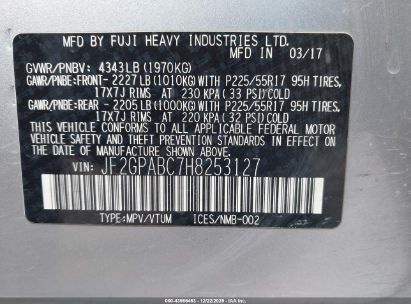 MFD. BY FUJI HEAVY INDUSTRIES LTD.
MFD. IN 03/17
GVWR/PNBV: 4343LB (1970KG)
GAWR/PNBE:FRONT- 2227LB (1010KG)WITH P225/55R17 95H TIRES.
17X7J RIMS AT 230 KPA (33 PSI)COLD
GAWR/PNBE:REAR - 2205LB (1000KG)WITH P225/55R17 95H TIRES.
17X7J RIMS AT 220 KPA (32 PSI)COLD
THIS VEHICLE CONFORMS TO ALL APPLICABLE FEDERAL MOTOR
VEHICLE SAFETY AND THEFT PREVENTION STANDARDS IN EFFECT
ON THE DATE OF MANUFACTURE SHOWN ABOVE.
VIN: JF2GPABC7H8253127
TYPE:MPV/VTUM ICES/NMB-002